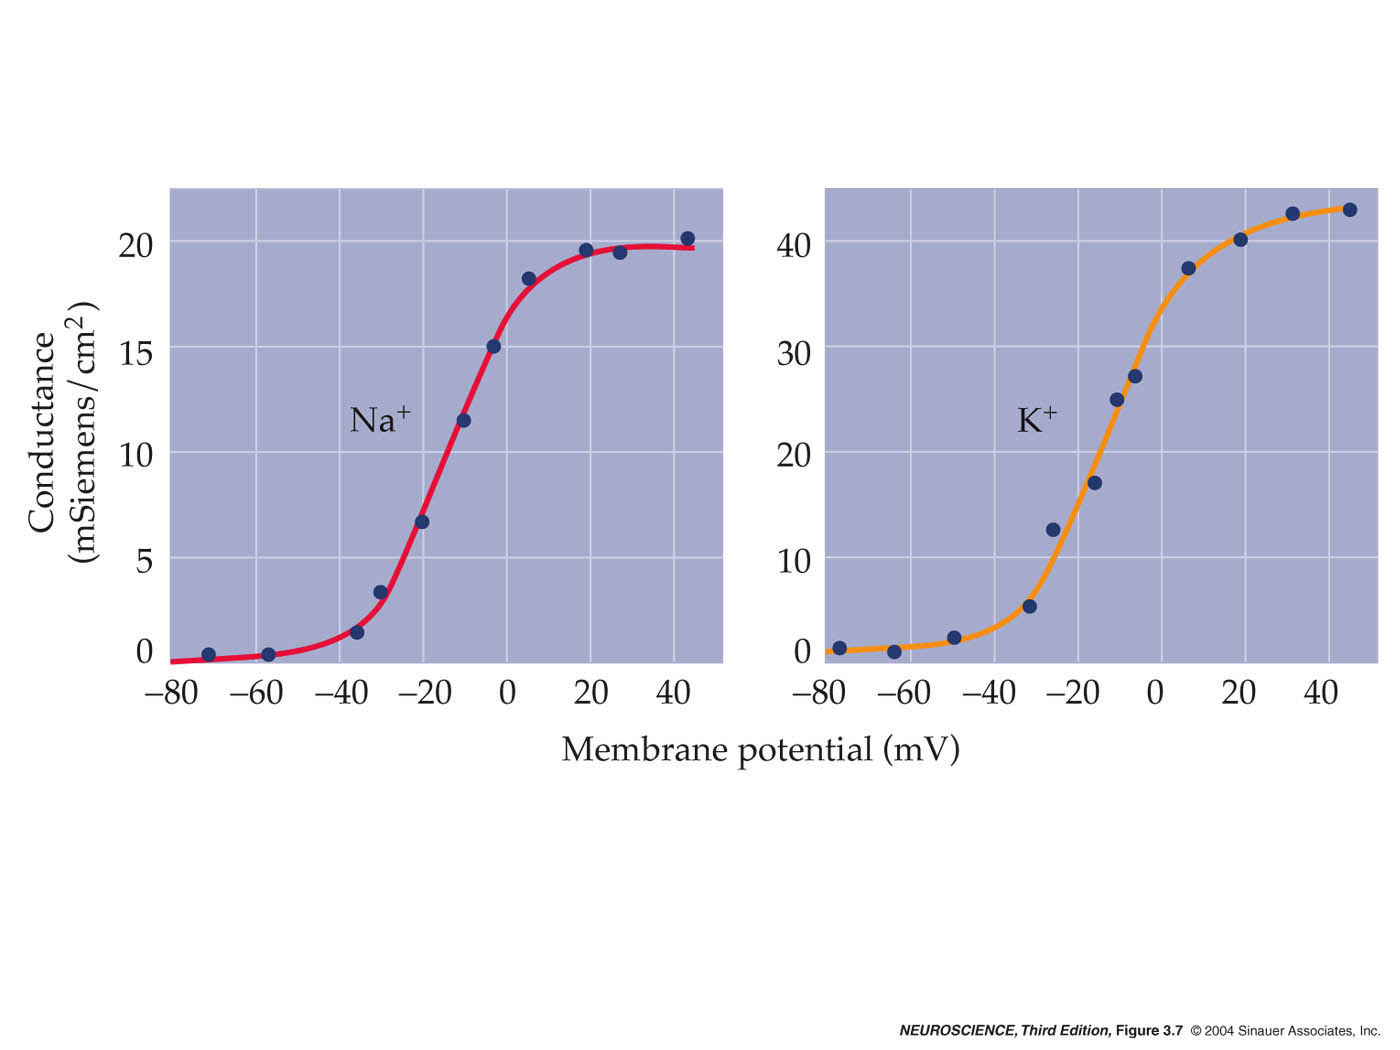 Conductance
(mSiemens/cm²)
20
15
10
5
0
Na⁺
–80 –60 –40 –20 0 20 40
40
30
20
10
0
K⁺
–80 –60 –40 –20 0 20 40
Membrane potential (mV)
NEUROSCIENCE, Third Edition, Figure 3.7 © 2004 Sinauer Associates, Inc.